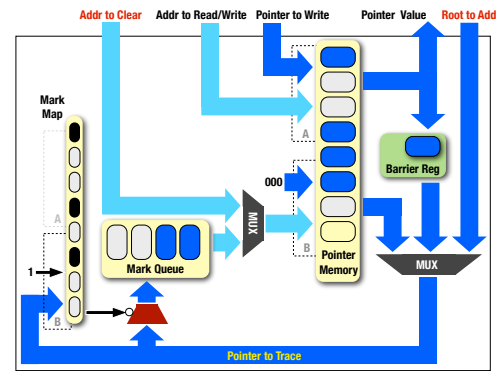 Addr to Clear Addr to Read/Write Pointer to Write Pointer Value Root to Add
Mark
Map
A
Barrier Reg
000
A
MUX
B
1
Mark Queue
Pointer
Memory
MUX
B
Pointer to Trace